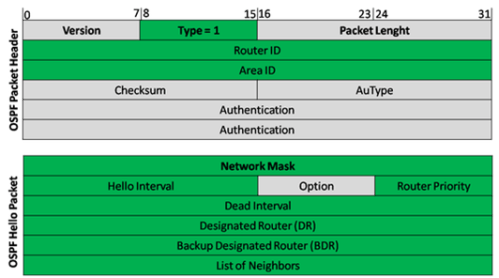 0 7|8 15|16 23|24 31
OSPF Packet Header
Version Type = 1 Packet Lenght
Router ID
Area ID
Checksum AuType
Authentication
Authentication
OSPF Hello Packet
Network Mask
Hello Interval Option Router Priority
Dead Interval
Designated Router (DR)
Backup Designated Router (BDR)
List of Neighbors